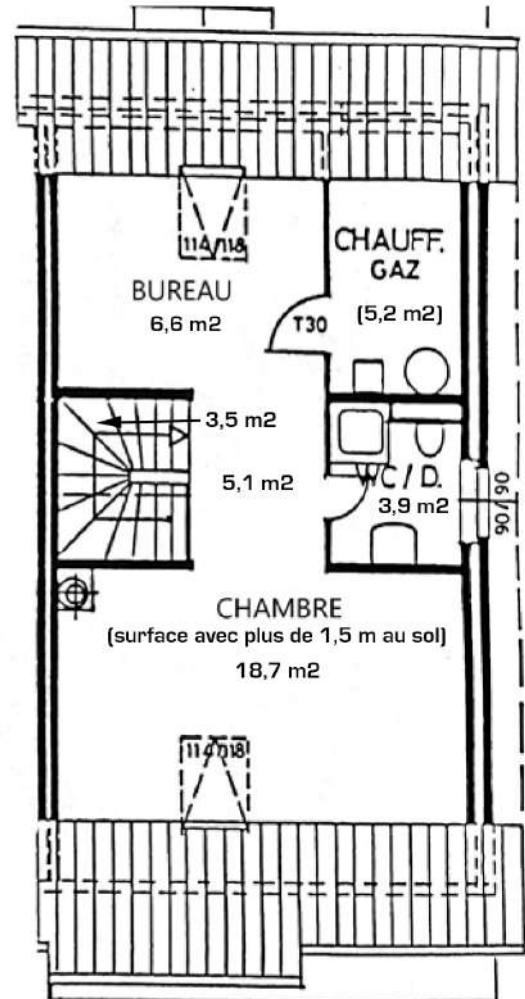 114/118
CHAUFF.
GAZ
(5,2 m2)
BUREAU
6,6 m2
T30
3,5 m2
5,1 m2
WC / D.
3,9 m2
90/90
CHAMBRE
(surface avec plus de 1,5 m au sol)
18,7 m2
114/118